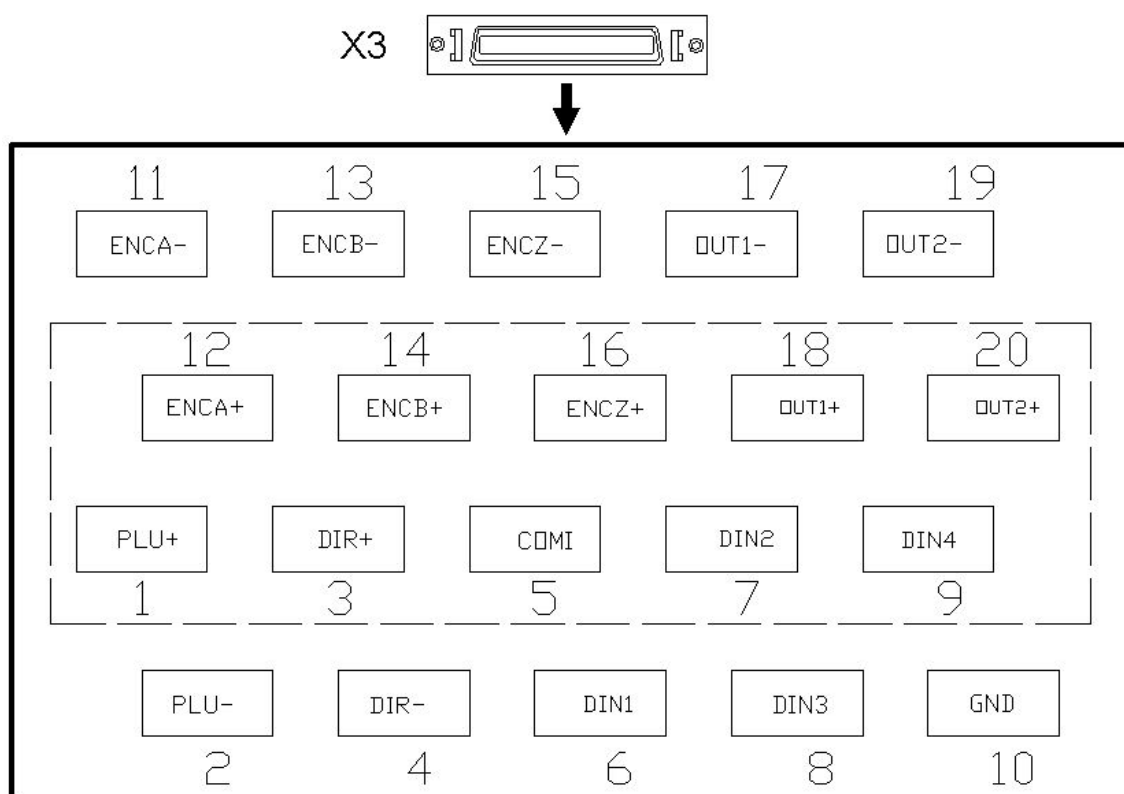 X3
11 13 15 17 19
ENCA- ENCB- ENCZ- OUT1- OUT2-
12 14 16 18 20
ENCA+ ENCB+ ENCZ+ OUT1+ OUT2+
PLU+ DIR+ COMI DIN2 DIN4
1 3 5 7 9
PLU- DIR- DIN1 DIN3 GND
2 4 6 8 10